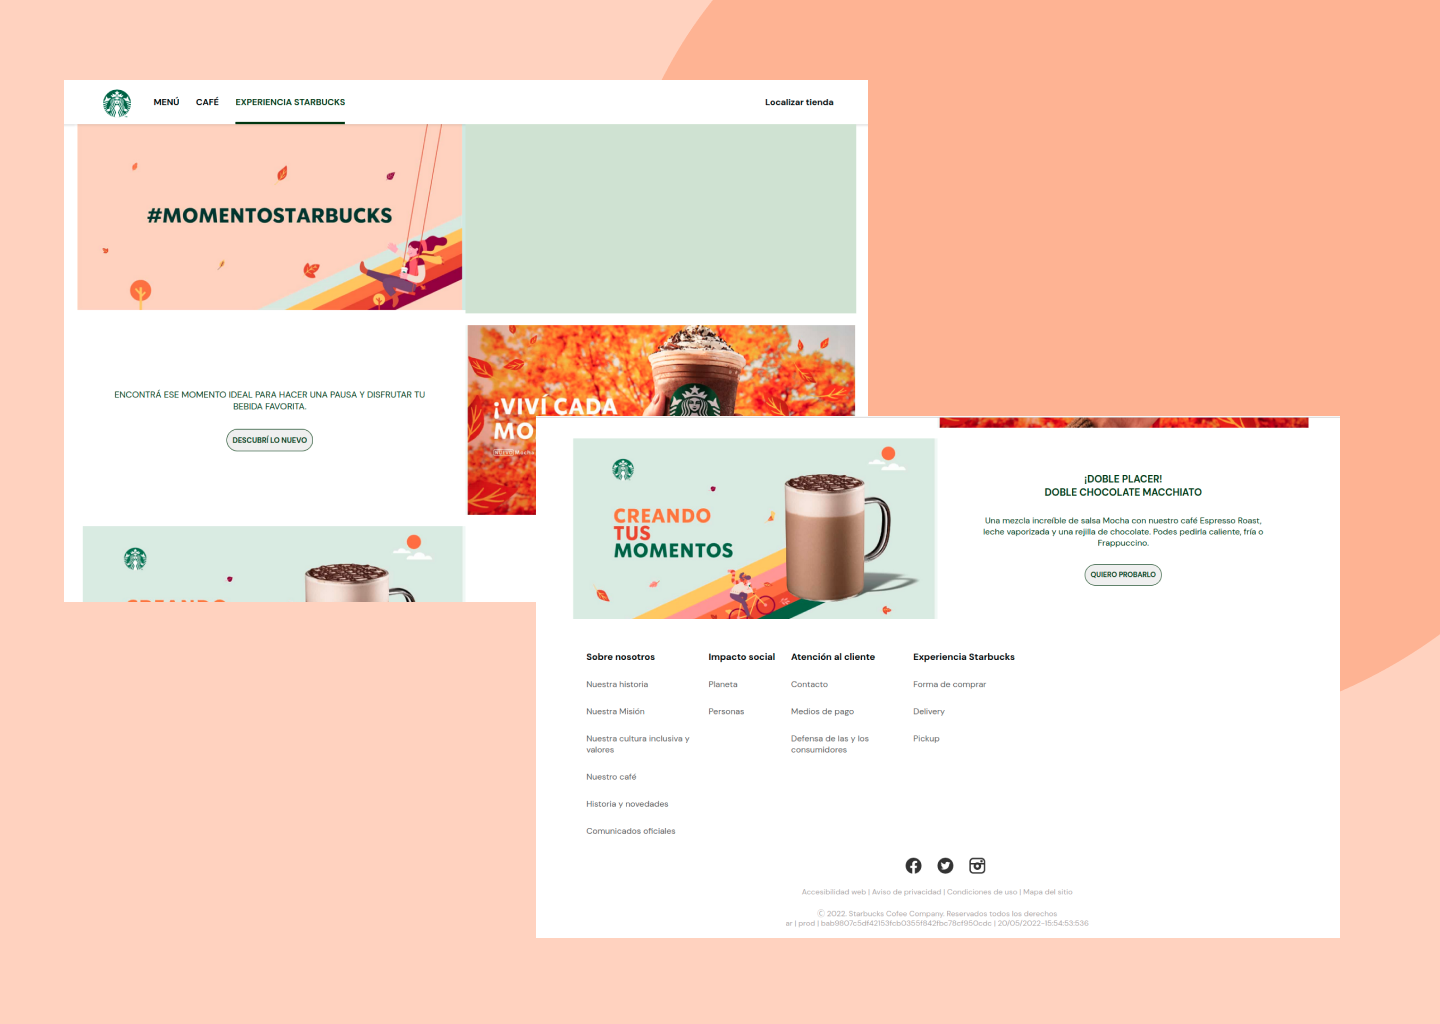 MENÚ CAFÉ EXPERIENCIA STARBUCKS Localizar tienda
#MOMENTOSTARBUCKS
ENCONTRÁ ESE MOMENTO IDEAL PARA HACER UNA PAUSA Y DISFRUTAR TU
BEBIDA FAVORITA.
DESCUBRÍ LO NUEVO
¡VIVÍ CADA
MO
NUEVO Mocha
CREANDO
CREANDO
TUS
MOMENTOS
¡DOBLE PLACER!
DOBLE CHOCOLATE MACCHIATO
Una mezcla increíble de salsa Mocha con nuestro café Espresso Roast,
leche vaporizada y una rejilla de chocolate. Podes pedirla caliente, fría o
Frappuccino.
QUIERO PROBARLO
Sobre nosotros
Nuestra historia
Nuestra Misión
Nuestra cultura inclusiva y
valores
Nuestro café
Historia y novedades
Comunicados oficiales
Impacto social
Planeta
Personas
Atención al cliente
Contacto
Medios de pago
Defensa de las y los
consumidores
Experiencia Starbucks
Forma de comprar
Delivery
Pickup
Accesibilidad web | Aviso de privacidad | Condiciones de uso | Mapa del sitio
© 2022. Starbucks Cofee Company. Reservados todos los derechos
ar | prod | bab9807c5df42153fcb0355f842fbc78cf950cdc | 20/05/2022-15:54:53:536